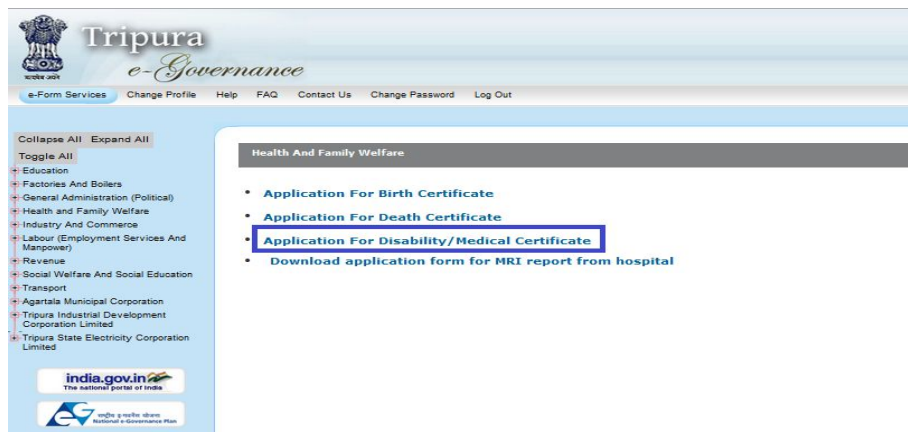 Tripura
e-Governance
सत्यमेव जयते
e-Form Services Change Profile Help FAQ Contact Us Change Password Log Out
Collapse All Expand All
Toggle All
Education
Factories And Boilers
General Administration (Political)
Health and Family Welfare
Industry And Commerce
Labour (Employment Services And
Manpower)
Revenue
Social Welfare And Social Education
Transport
Agartala Municipal Corporation
Tripura Industrial Development
Corporation Limited
Tripura State Electricity Corporation
Limited
india.gov.in
The national portal of India
National e-Governance Plan
Health And Family Welfare
Application For Birth Certificate
Application For Death Certificate
Application For Disability/Medical Certificate
Download application form for MRI report from hospital